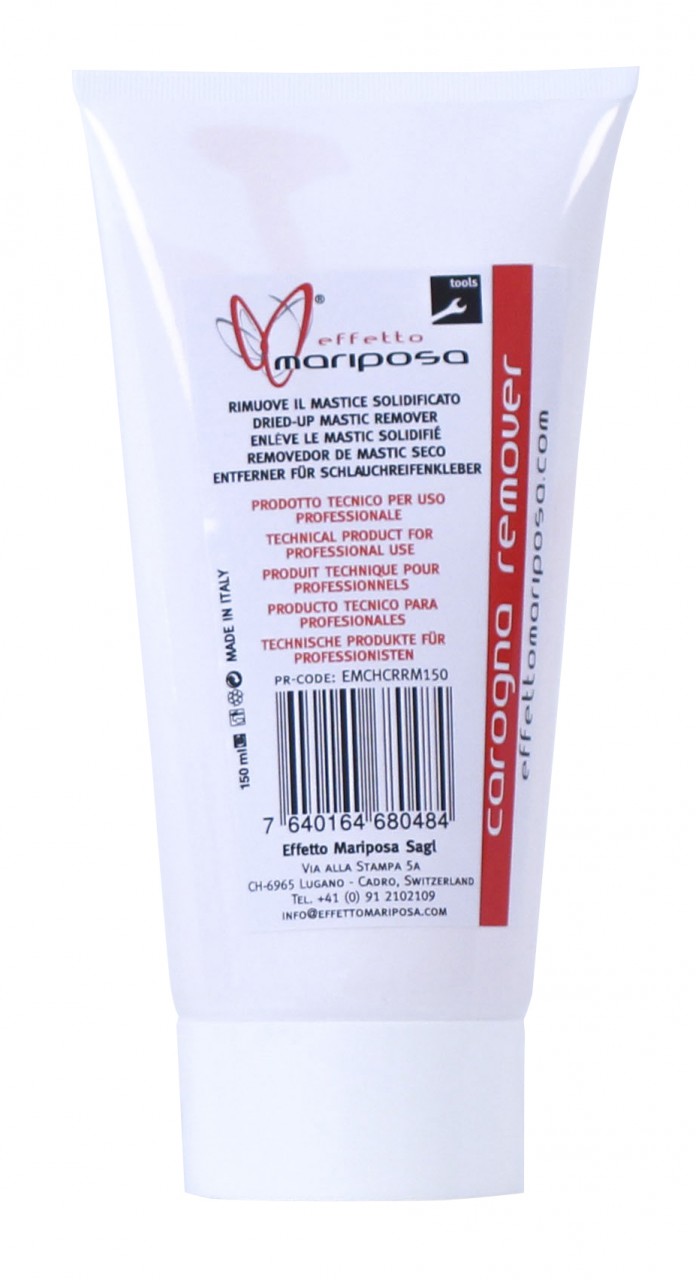 tools
effetto
mariposa®
RIMUOVE IL MASTICE SOLIDIFICATO
DRIED-UP MASTIC REMOVER
ENLÈVE LE MASTIC SOLIDIFIÉ
REMOVEDOR DE MASTIC SECO
ENTFERNER FÜR SCHLAUCHREIFENKLEBER
PRODOTTO TECNICO PER USO
PROFESSIONALE
TECHNICAL PRODUCT FOR
PROFESSIONAL USE
PRODUIT TECHNIQUE POUR
PROFESSIONNELS
PRODUCTO TECNICO PARA
PROFESIONALES
TECHNISCHE PRODUKTE FÜR
PROFESSIONISTEN
PR-CODE: EMCHCRRM150
7 640164 680484
Effetto Mariposa Sagl
VIA ALLA STAMPA 5A
CH-6965 LUGANO - CADRO, SWITZERLAND
TEL. +41 (0) 91 2102109
INFO@EFFETTOMARIPOSA.COM
150 ml MADE IN ITALY
carogna remover
effettomariposa.com